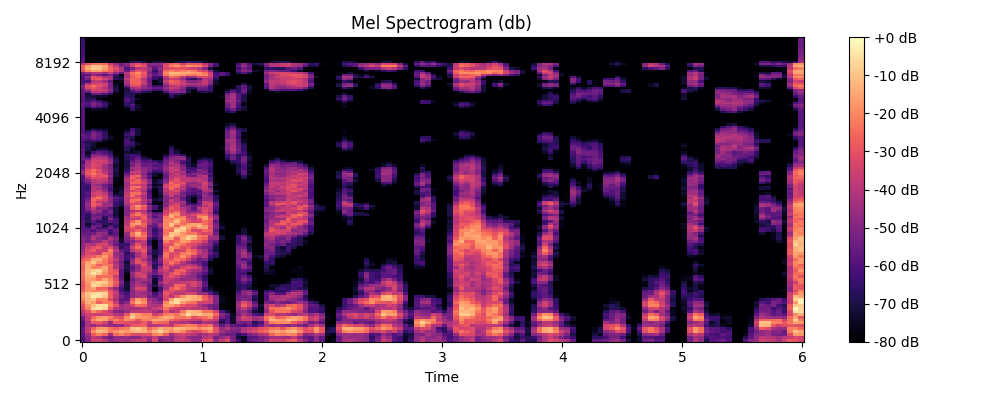 Mel Spectrogram (db)
8192
4096
2048
1024
512
0
Hz
0 1 2 3 4 5 6
Time
+0 dB
-10 dB
-20 dB
-30 dB
-40 dB
-50 dB
-60 dB
-70 dB
-80 dB